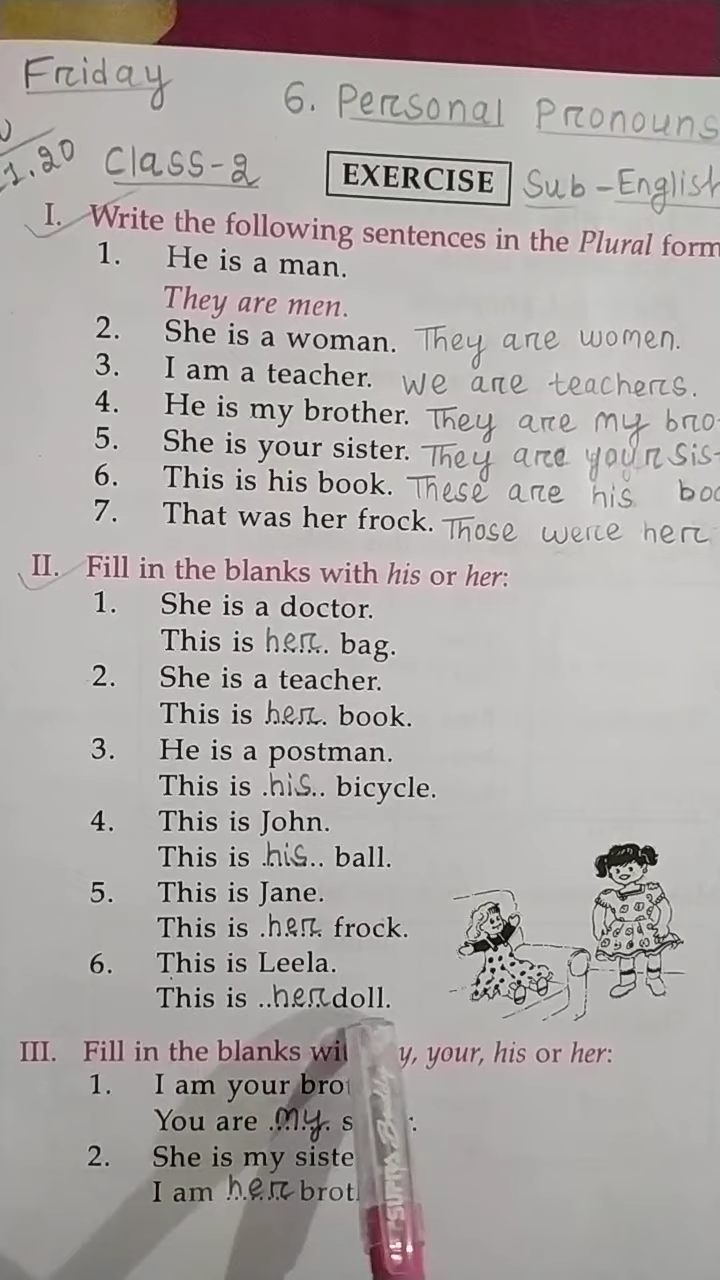 Friday
6. Personal Pronouns
1.20 Class-2 EXERCISE Sub-English
I. Write the following sentences in the Plural form
1. He is a man.
They are men.
2. She is a woman. They are women.
3. I am a teacher. We are teachers.
4. He is my brother. They are my bro
5. She is your sister. They are your sis-
6. This is his book. These are his boo
7. That was her frock. Those were her
II. Fill in the blanks with his or her:
1. She is a doctor.
This is her. bag.
2. She is a teacher.
This is her. book.
3. He is a postman.
This is .his.. bicycle.
4. This is John.
This is .his.. ball.
5. This is Jane.
This is .her. frock.
6. This is Leela.
This is ..her doll.
III. Fill in the blanks wi y, your, his or her:
1. I am your bro
You are .my. s
2. She is my siste
I am her brot